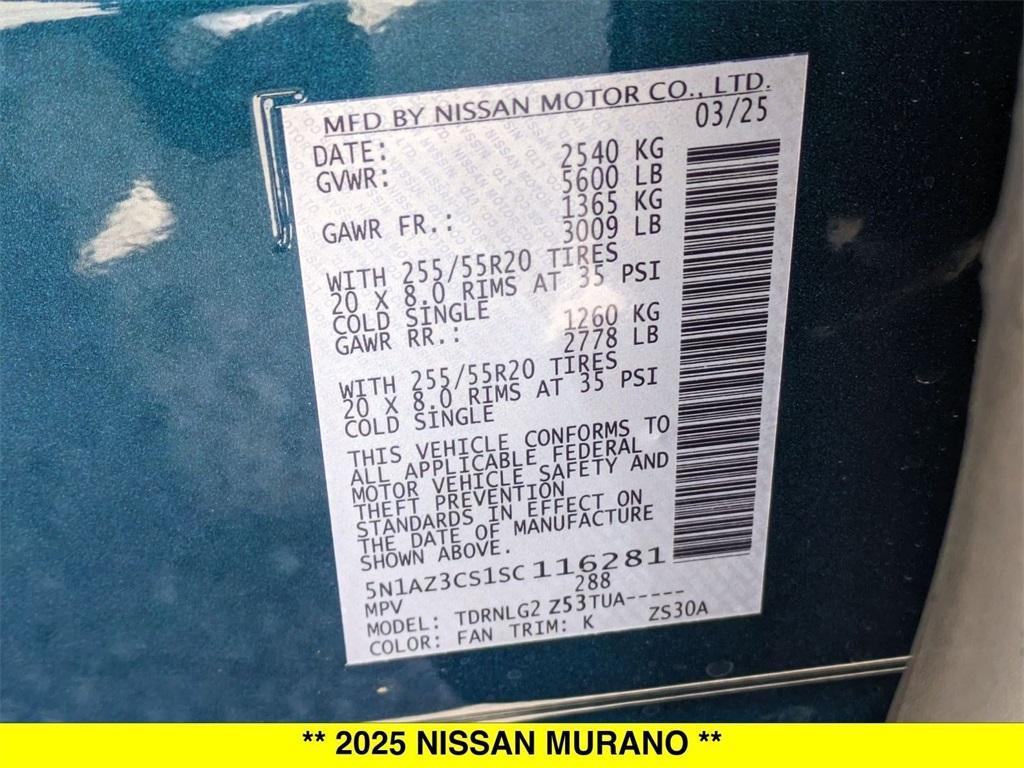 MFD BY NISSAN MOTOR CO., LTD.
DATE: 03/25
GVWR: 2540 KG
5600 LB
GAWR FR.: 1365 KG
3009 LB
WITH 255/55R20 TIRES
20 X 8.0 RIMS AT 35 PSI
COLD SINGLE
GAWR RR.: 1260 KG
2778 LB
WITH 255/55R20 TIRES
20 X 8.0 RIMS AT 35 PSI
COLD SINGLE
THIS VEHICLE CONFORMS TO
ALL APPLICABLE FEDERAL
MOTOR VEHICLE SAFETY AND
THEFT PREVENTION
STANDARDS IN EFFECT ON
THE DATE OF MANUFACTURE
SHOWN ABOVE.
5N1AZ3CS1SC116281
MPV 288
MODEL: TDRNLG2 Z53TUA-----
COLOR: FAN TRIM: K ZS30A
** 2025 NISSAN MURANO **